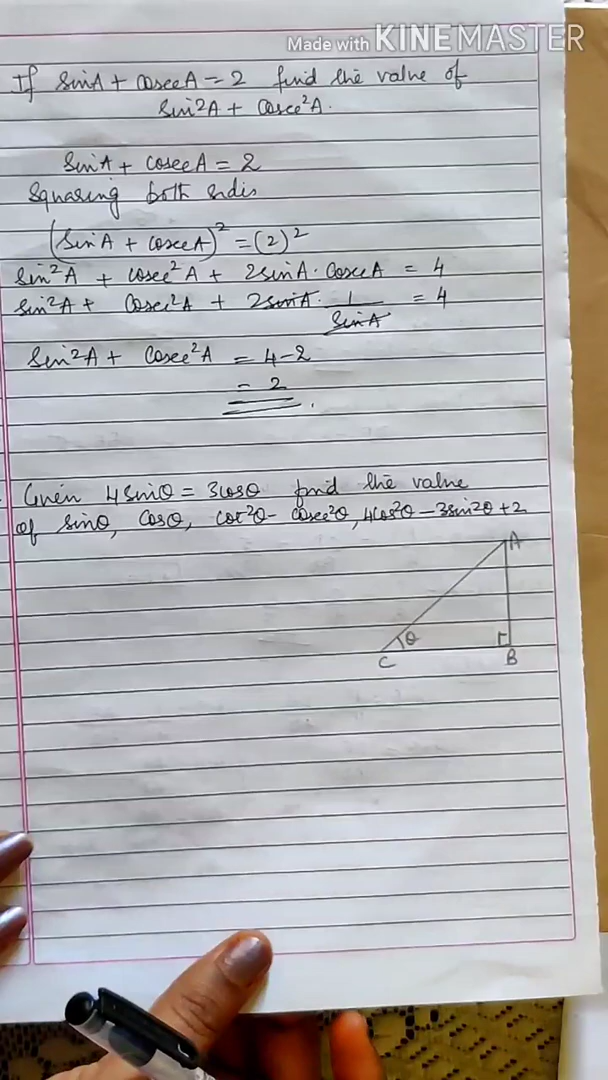 Made with KINEMASTER
If sinA + cosecA = 2 find the value of
sin²A + cosec²A.
sinA + cosecA = 2
Squaring both sides
(sinA + cosecA)² = (2)²
sin²A + cosec²A + 2sinA · cosecA = 4
sin²A + cosec²A + 2sinA · 1/sinA = 4
sin²A + cosec²A = 4-2
= 2.
Given 4sinθ = 3cosθ find the value
of sinθ, cosθ, cot²θ - cosec²θ, 4cos²θ - 3sin²θ + 2
A
θ
C B